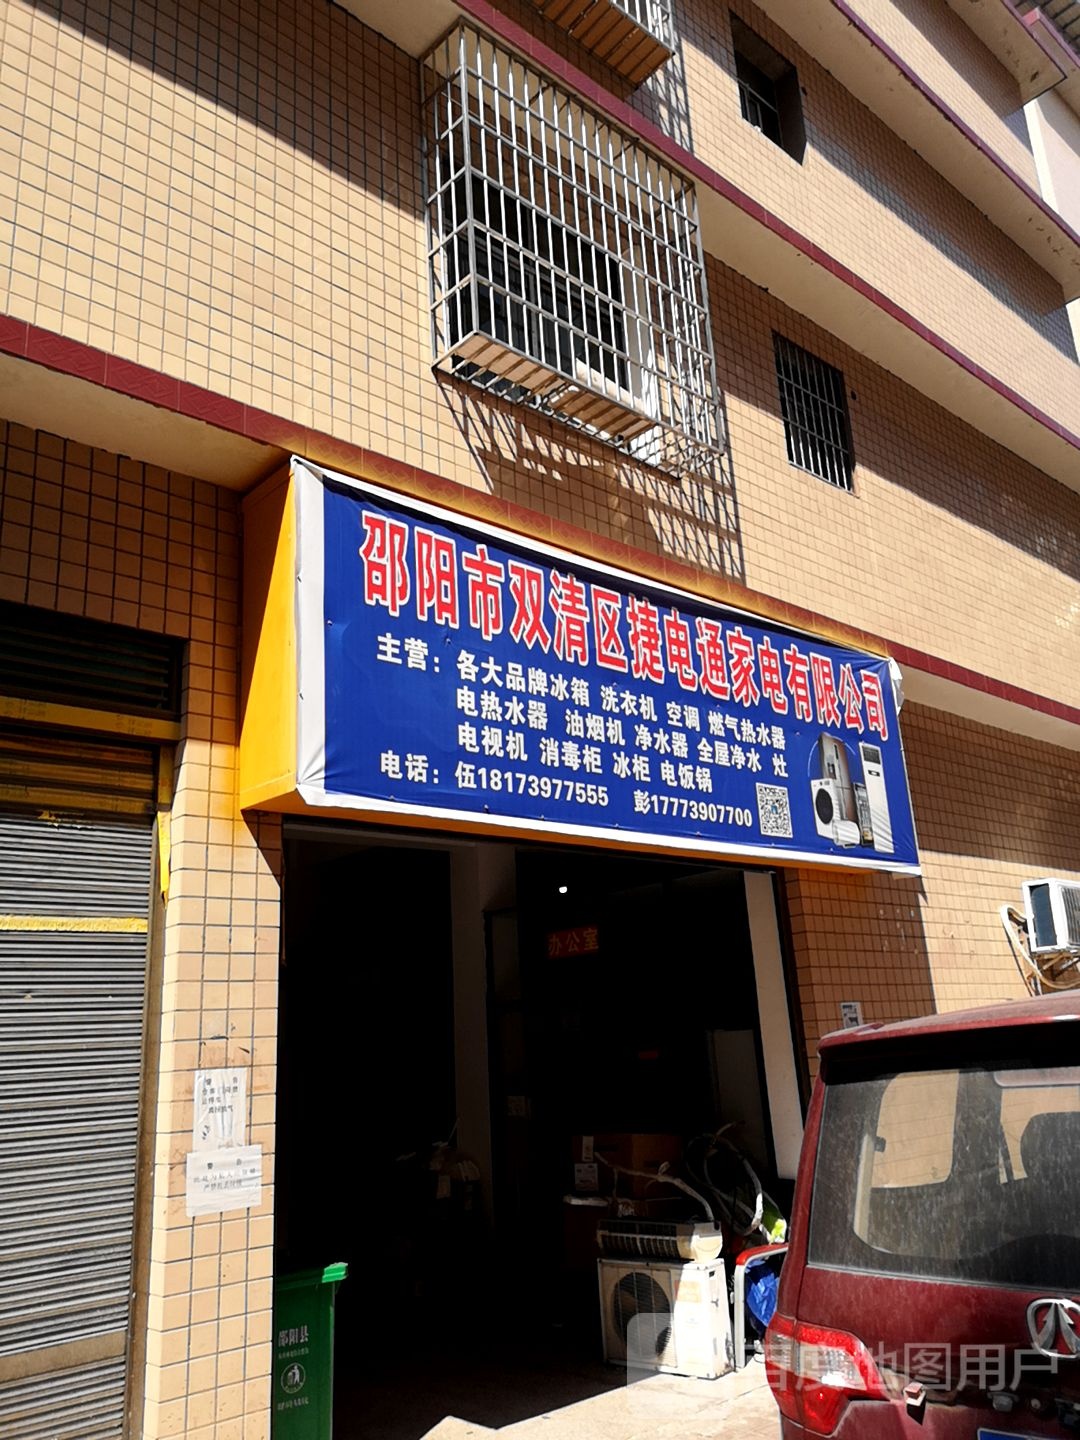 邵阳市双清区捷电通家电有限公司
主营：各大品牌冰箱 洗衣机 空调 燃气热水器
电热水器 油烟机 净水器 全屋净水 灶
电视机 消毒柜 冰柜 电饭锅
电话：伍18173977555 彭17773907700
办公室
警告
邵阳县
百度地图用户